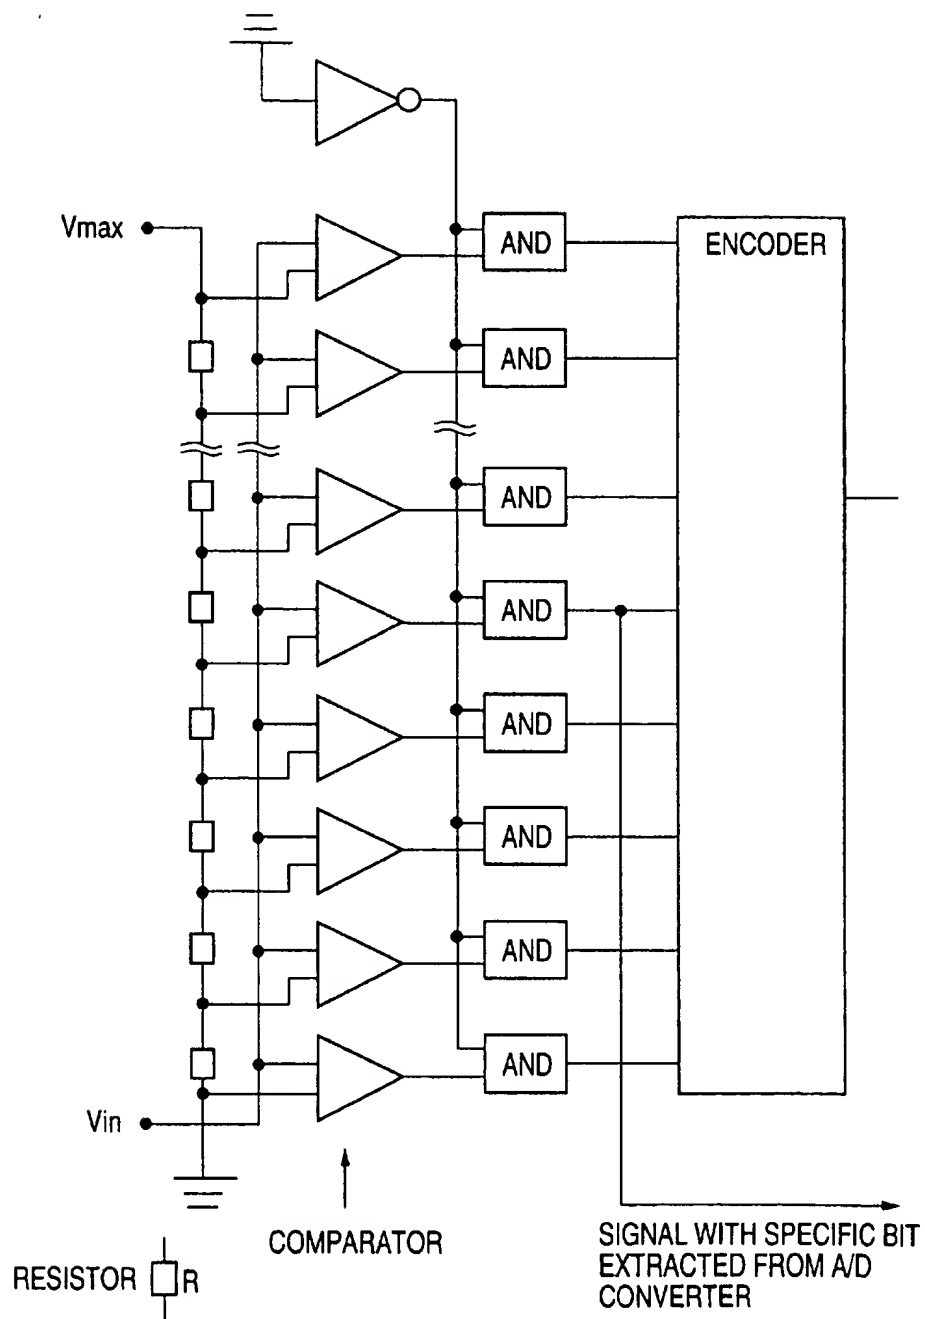 Vmax
AND
ENCODER
AND
AND
AND
AND
AND
AND
AND
Vin
COMPARATOR
SIGNAL WITH SPECIFIC BIT
EXTRACTED FROM A/D
CONVERTER
RESISTOR R